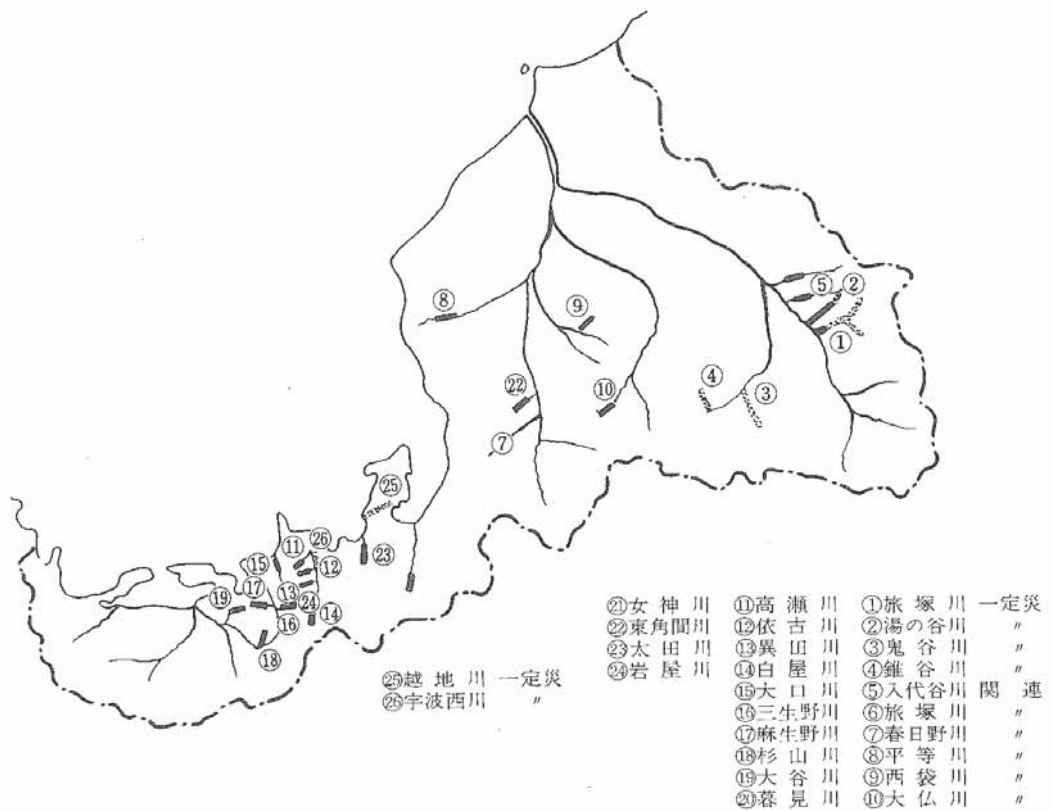 ⑤
②
⑧
⑨
①
④
③
㉒
⑩
⑦
㉕
⑪
㉖
⑮
⑫
㉓
⑲
⑰
⑬
㉔
⑯
⑭
⑱
①旅塚川 一定災
②湯の谷川 〃
③鬼谷川 〃
④錐谷川 〃
⑤入代谷川 関連
⑥旅塚川 〃
⑦春日野川 〃
⑧平等川 〃
⑨西袋川 〃
⑩大仏川 〃
⑪高瀬川
⑫依古川
⑬異田川
⑭白屋川
⑮大口川
⑯三生野川
⑰麻生野川
⑱杉山川
⑲大谷川
⑳暮見川
㉑女神川
㉒東角間川
㉓太田川
㉔岩屋川
㉕越地川 一定災
㉖宇波西川 〃